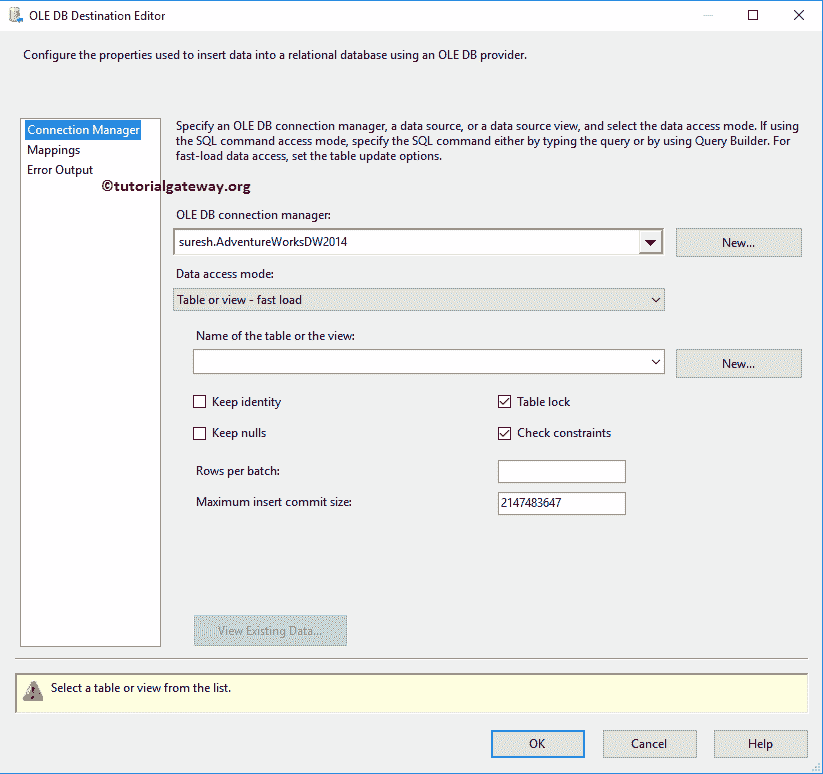 OLE DB Destination Editor
Configure the properties used to insert data into a relational database using an OLE DB provider.
Connection Manager
Mappings
Error Output
Specify an OLE DB connection manager, a data source, or a data source view, and select the data access mode. If using
the SQL command access mode, specify the SQL command either by typing the query or by using Query Builder. For
fast-load data access, set the table update options.
©tutorialgateway.org
OLE DB connection manager:
suresh.AdventureWorksDW2014
New...
Data access mode:
Table or view - fast load
Name of the table or the view:
New...
Keep identity
Table lock
Keep nulls
Check constraints
Rows per batch:
Maximum insert commit size:
2147483647
View Existing Data...
Select a table or view from the list.
OK
Cancel
Help